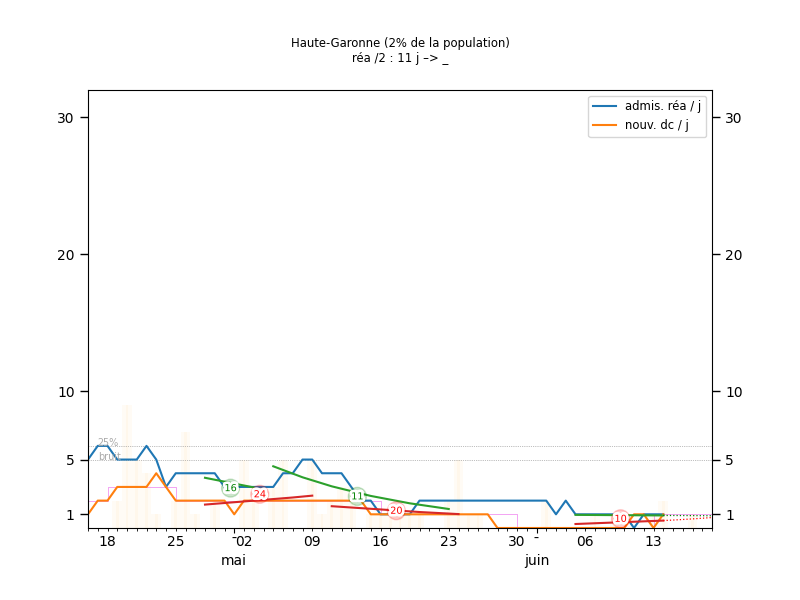 Haute-Garonne (2% de la population)
réa /2 : 11 j –> _
admis. réa / j
nouv. dc / j
30 30
20 20
10 10
25%
brut
5 5
16 24 11 20 10
1 1
18 25 02 09 16 23 30 06 13
mai juin